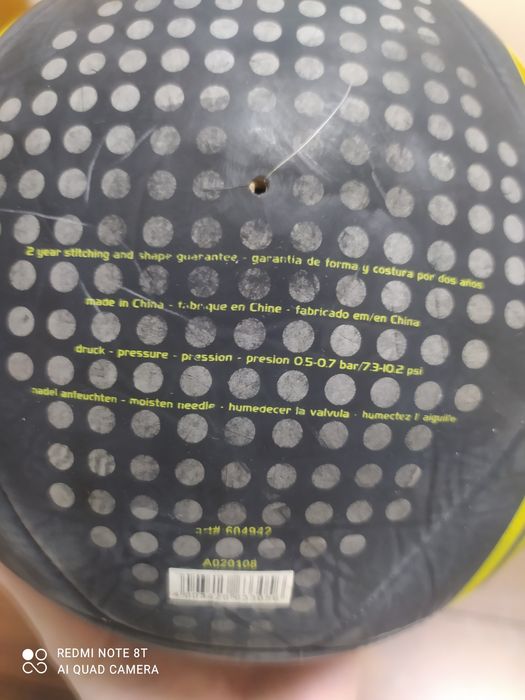 2 year stitching and shape guarantee, - garantia de forma y costura por dos años
made in China - fabrique en Chine - fabricado em/en China
druck - pressure - pression - presion 0.5-0.7 bar/7.3-10.2 psi
nadel anfeuchten - moisten needle - humedecer la valvula - humectez l' aiguille
art# 604942
A020108
REDMI NOTE 8T
AI QUAD CAMERA